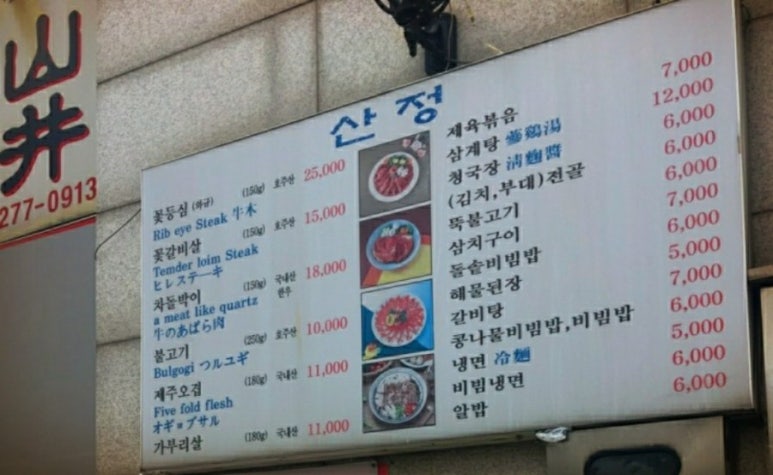 山
井
277-0913
산정
꽃등심 (와규) (150g) 호주산 25,000
Rib eye Steak 牛木
꽃갈비살 (150g) 호주산 15,000
Temder loim Steak
ヒレステーキ
차돌박이 (150g) 국내산 한우 18,000
a meat like quartz
牛のあばら肉
불고기 (250g) 호주산 10,000
Bulgogi つルユギ
제주오겹 (180g) 국내산 11,000
Five fold flesh
オギョプサル
가부리살 (180g) 국내산 11,000
제육볶음 7,000
삼계탕 蔘鷄湯 12,000
청국장 淸麴醬 6,000
(김치,부대)전골 6,000
뚝불고기 6,000
삼치구이 7,000
돌솥비빔밥 6,000
해물된장 5,000
갈비탕 7,000
콩나물비빔밥,비빔밥 6,000
냉면 冷麵 5,000
비빔냉면 6,000
알밥 6,000